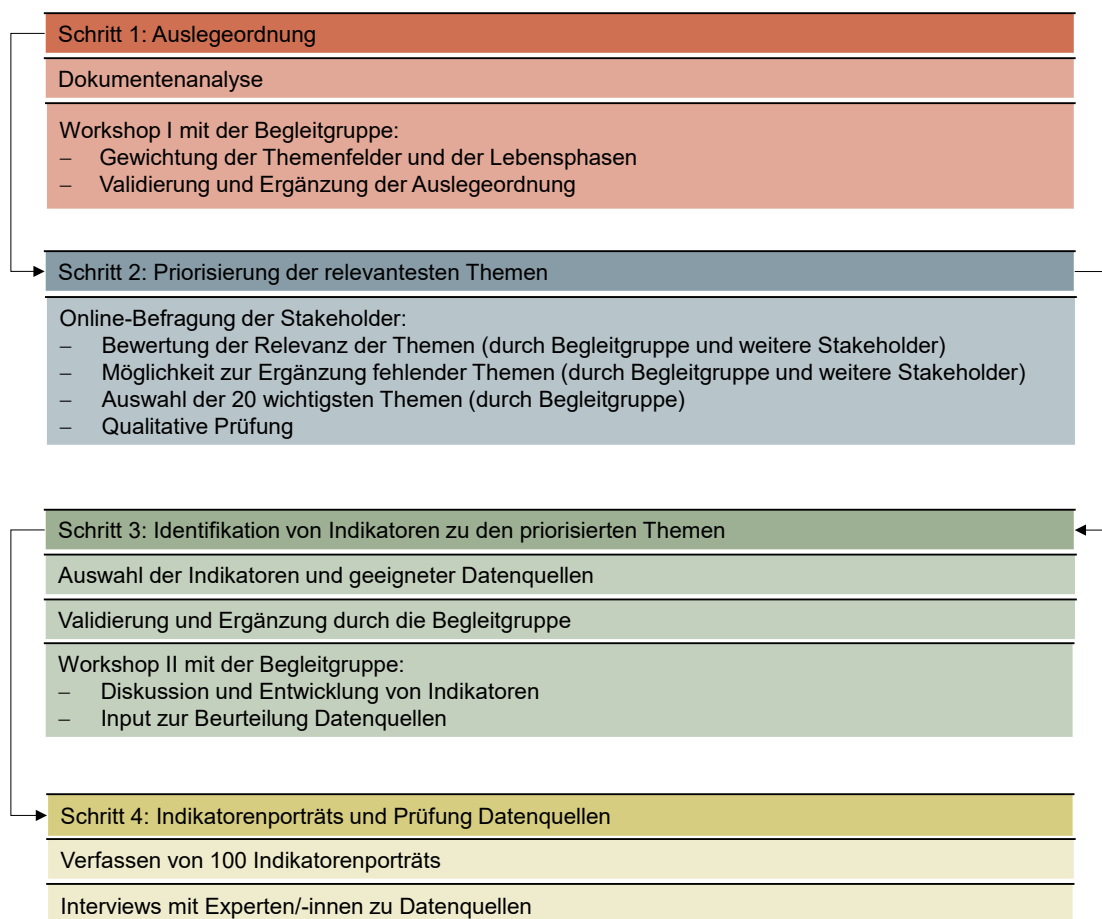 Schritt 1: Auslegeordnung
Dokumentenanalyse
Workshop I mit der Begleitgruppe:
– Gewichtung der Themenfelder und der Lebensphasen
– Validierung und Ergänzung der Auslegeordnung
Schritt 2: Priorisierung der relevantesten Themen
Online-Befragung der Stakeholder:
– Bewertung der Relevanz der Themen (durch Begleitgruppe und weitere Stakeholder)
– Möglichkeit zur Ergänzung fehlender Themen (durch Begleitgruppe und weitere Stakeholder)
– Auswahl der 20 wichtigsten Themen (durch Begleitgruppe)
– Qualitative Prüfung
Schritt 3: Identifikation von Indikatoren zu den priorisierten Themen
Auswahl der Indikatoren und geeigneter Datenquellen
Validierung und Ergänzung durch die Begleitgruppe
Workshop II mit der Begleitgruppe:
– Diskussion und Entwicklung von Indikatoren
– Input zur Beurteilung Datenquellen
Schritt 4: Indikatorenporträts und Prüfung Datenquellen
Verfassen von 100 Indikatorenporträts
Interviews mit Experten/-innen zu Datenquellen